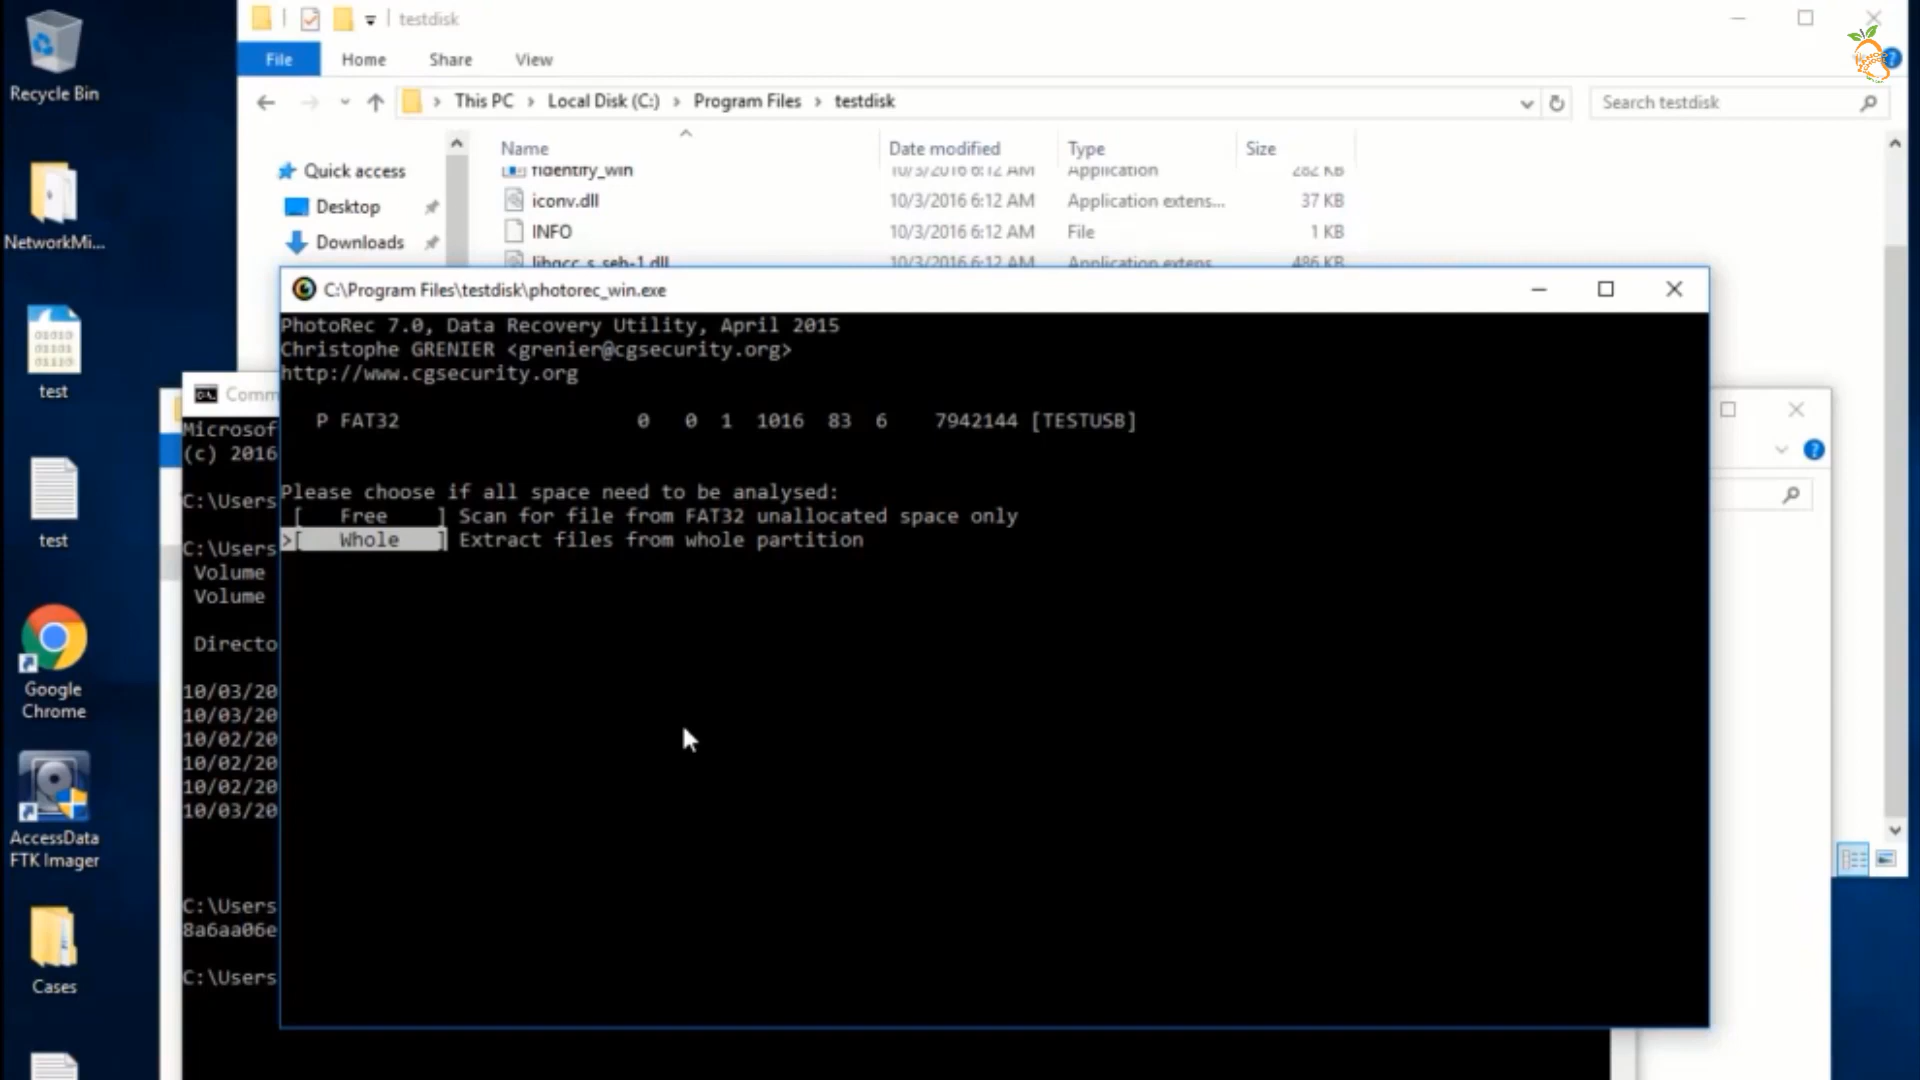 testdisk
File Home Share View
This PC > Local Disk (C:) > Program Files > testdisk
Search testdisk
Name Date modified Type Size
Quick access
Desktop
Downloads
fidentify_win 10/3/2016 6:12 AM Application 282 KB
iconv.dll 10/3/2016 6:12 AM Application extens... 37 KB
INFO 10/3/2016 6:12 AM File 1 KB
libgcc_s_seh-1.dll 10/3/2016 6:12 AM Application extens... 486 KB
C:\Program Files\testdisk\photorec_win.exe
PhotoRec 7.0, Data Recovery Utility, April 2015
Christophe GRENIER <grenier@cgsecurity.org>
http://www.cgsecurity.org
P FAT32 0 0 1 1016 83 6 7942144 [TESTUSB]
Please choose if all space need to be analysed:
[ Free ] Scan for file from FAT32 unallocated space only
>[ Whole ] Extract files from whole partition
Comm
Microsof
(c) 2016
C:\Users
C:\Users
Volume
Volume
Directo
10/03/20
10/03/20
10/02/20
10/02/20
10/02/20
10/03/20
C:\Users
8a6aa06e
C:\Users
Recycle Bin
NetworkMi...
test
test
Google
Chrome
AccessData
FTK Imager
Cases